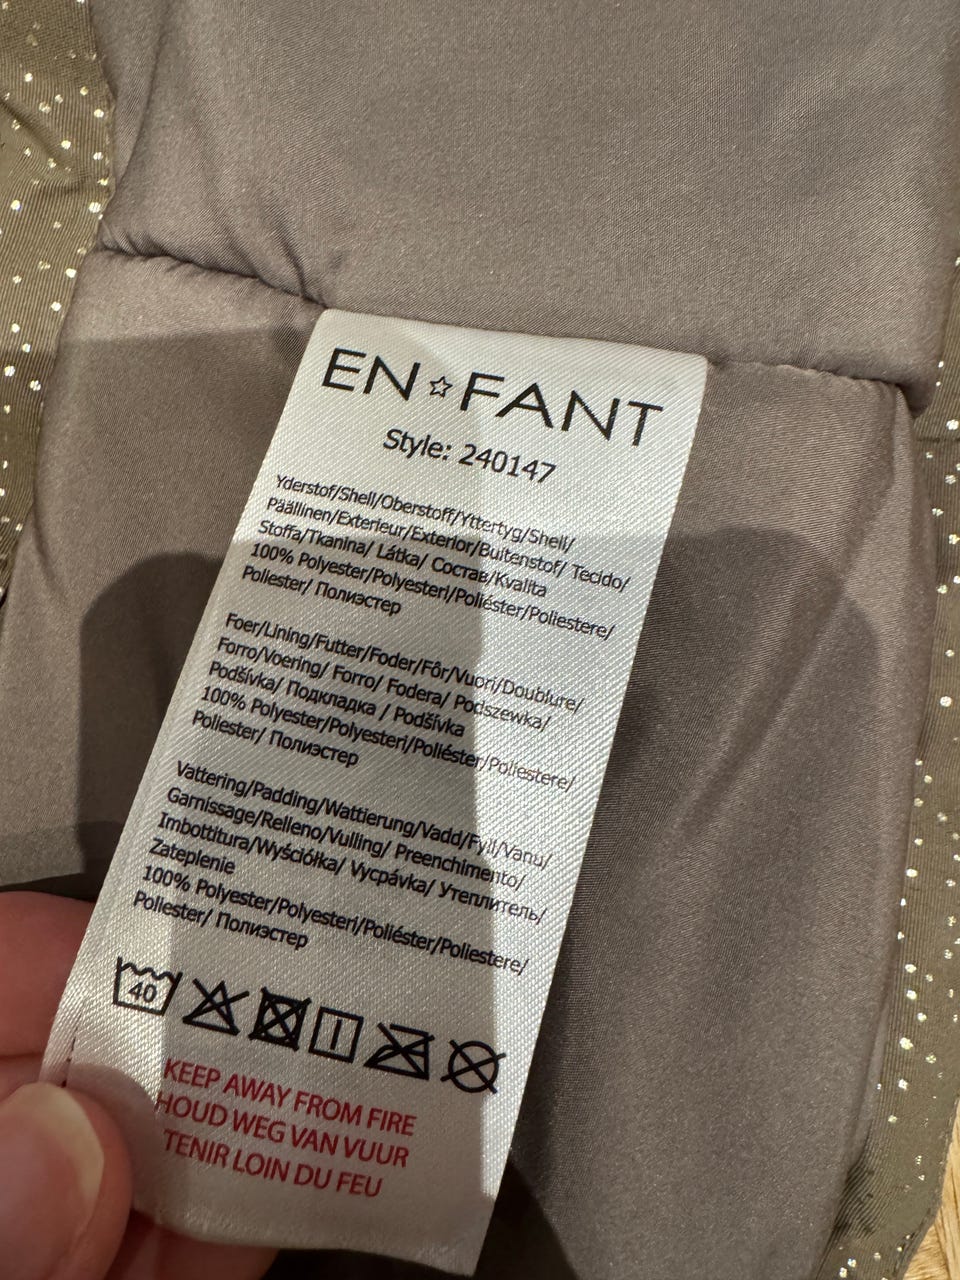 EN☆FANT
Style: 240147
Yderstof/Shell/Oberstoff/Yttertyg/Shell/
Päällinen/Exterieur/Exterior/Buitenstof/ Tecido/
Stoffa/Tkanina/ Látka/ Состав/Kvalita
100% Polyester/Polyesteri/Poliéster/Poliestere/
Poliester/ Полиэстер
Foer/Lining/Futter/Foder/Fôr/Vuori/Doublure/
Forro/Voering/ Forro/ Fodera/ Podszewka/
Podšívka/ Подкладка / Podšívka
100% Polyester/Polyesteri/Poliéster/Poliestere/
Poliester/ Полиэстер
Vattering/Padding/Wattierung/Vadd/Fyll/Vanu/
Garnissage/Relleno/Vulling/ Preenchimento/
Imbottitura/Wyściółka/ Vycpávka/ Утеплитель/
Zateplenie
100% Polyester/Polyesteri/Poliéster/Poliestere/
Poliester/ Полиэстер
40
KEEP AWAY FROM FIRE
HOUD WEG VAN VUUR
TENIR LOIN DU FEU